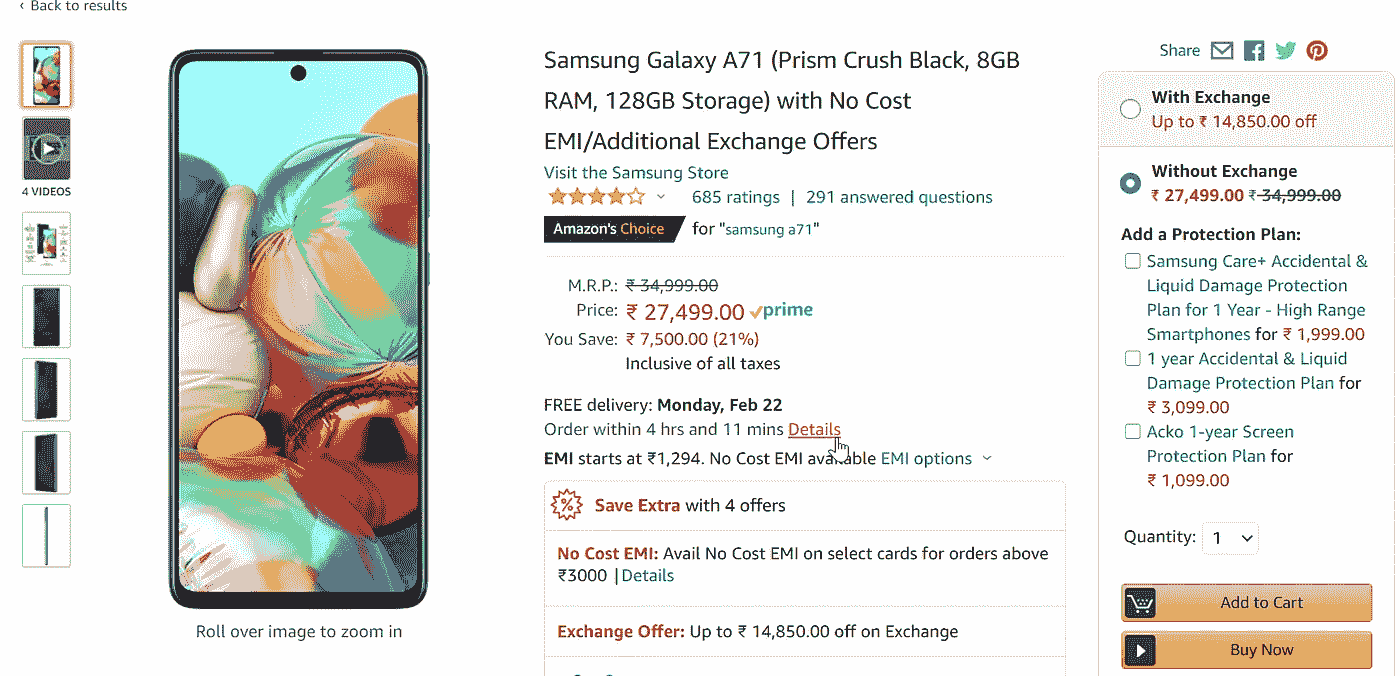 ‹ Back to results
4 VIDEOS
Roll over image to zoom in
Samsung Galaxy A71 (Prism Crush Black, 8GB
RAM, 128GB Storage) with No Cost
EMI/Additional Exchange Offers
Visit the Samsung Store
685 ratings | 291 answered questions
Amazon's Choice for "samsung a71"
M.R.P.: ₹ 34,999.00
Price: ₹ 27,499.00 prime
You Save: ₹ 7,500.00 (21%)
Inclusive of all taxes
FREE delivery: Monday, Feb 22
Order within 4 hrs and 11 mins Details
EMI starts at ₹1,294. No Cost EMI available EMI options
Save Extra with 4 offers
No Cost EMI: Avail No Cost EMI on select cards for orders above
₹3000 | Details
Exchange Offer: Up to ₹ 14,850.00 off on Exchange
Share
With Exchange
Up to ₹ 14,850.00 off
Without Exchange
₹ 27,499.00 ₹ 34,999.00
Add a Protection Plan:
Samsung Care+ Accidental &
Liquid Damage Protection
Plan for 1 Year - High Range
Smartphones for ₹ 1,999.00
1 year Accidental & Liquid
Damage Protection Plan for
₹ 3,099.00
Acko 1-year Screen
Protection Plan for
₹ 1,099.00
Quantity: 1
Add to Cart
Buy Now